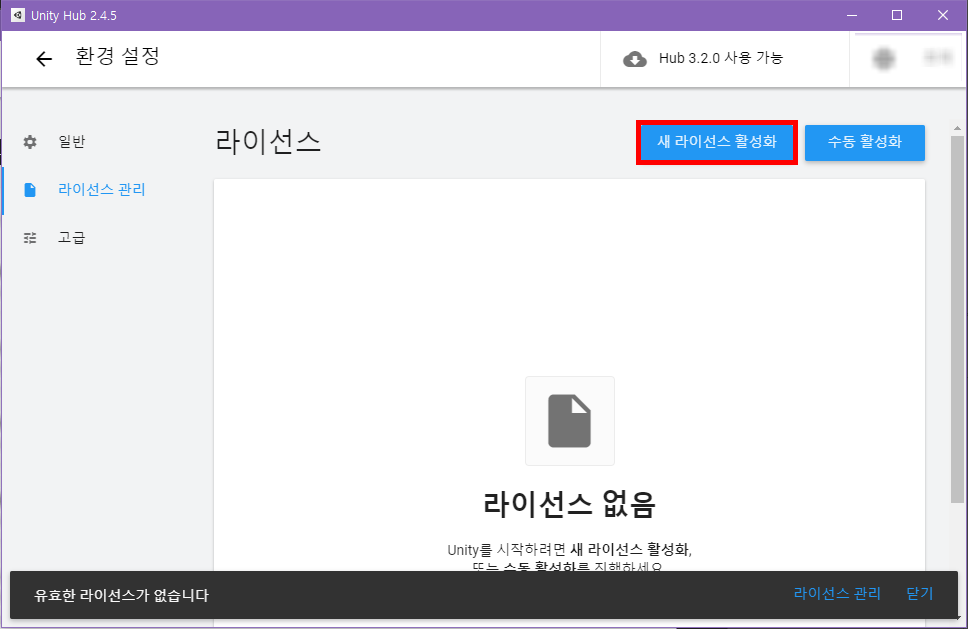 Unity Hub 2.4.5
환경 설정
Hub 3.2.0 사용 가능
일반
라이선스 관리
고급
라이선스
새 라이선스 활성화
수동 활성화
라이선스 없음
Unity를 시작하려면 새 라이선스 활성화,
또는 수동 활성화를 진행하세요
유효한 라이선스가 없습니다
라이선스 관리
닫기